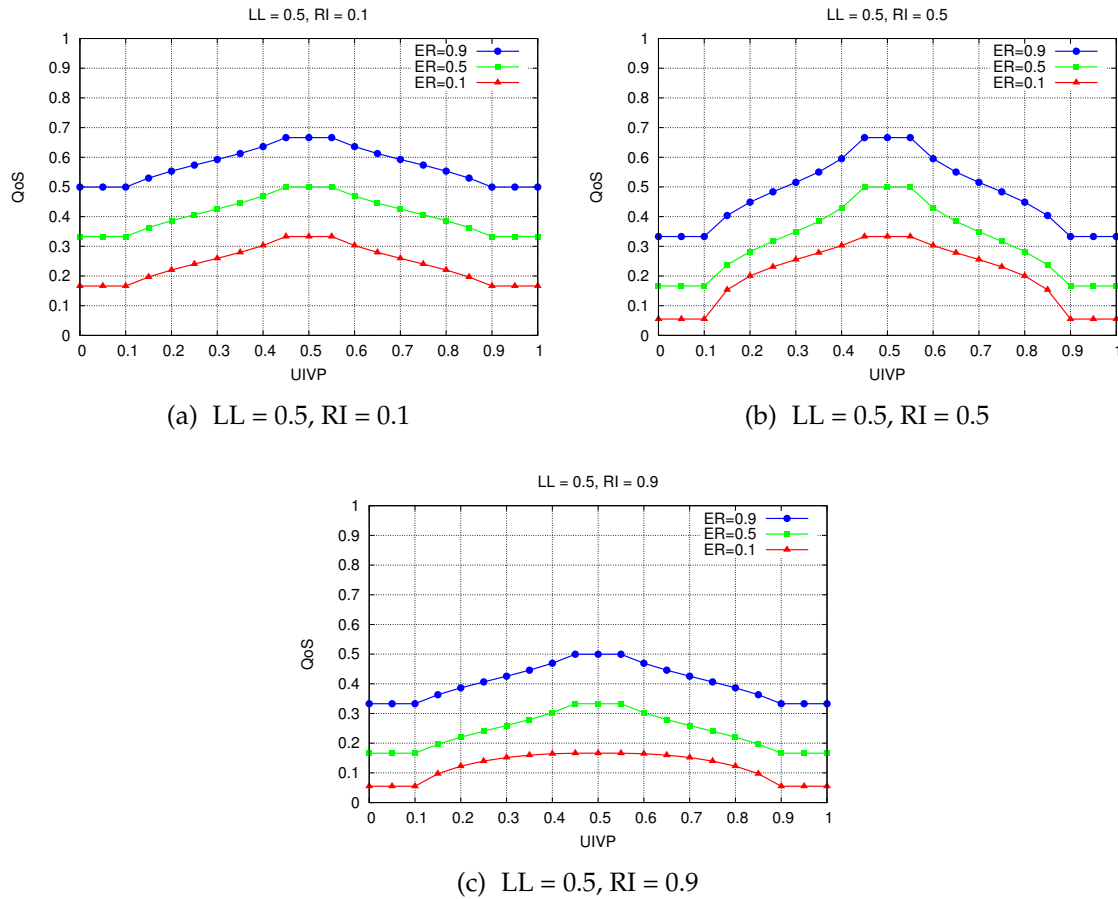 LL = 0.5, RI = 0.1
1
0.9
0.8
0.7
0.6
0.5
0.4
0.3
0.2
0.1
0
QoS
ER=0.9
ER=0.5
ER=0.1
0 0.1 0.2 0.3 0.4 0.5 0.6 0.7 0.8 0.9 1
UIVP
(a) LL = 0.5, RI = 0.1
LL = 0.5, RI = 0.5
1
0.9
0.8
0.7
0.6
0.5
0.4
0.3
0.2
0.1
0
QoS
ER=0.9
ER=0.5
ER=0.1
0 0.1 0.2 0.3 0.4 0.5 0.6 0.7 0.8 0.9 1
UIVP
(b) LL = 0.5, RI = 0.5
LL = 0.5, RI = 0.9
1
0.9
0.8
0.7
0.6
0.5
0.4
0.3
0.2
0.1
0
QoS
ER=0.9
ER=0.5
ER=0.1
0 0.1 0.2 0.3 0.4 0.5 0.6 0.7 0.8 0.9 1
UIVP
(c) LL = 0.5, RI = 0.9